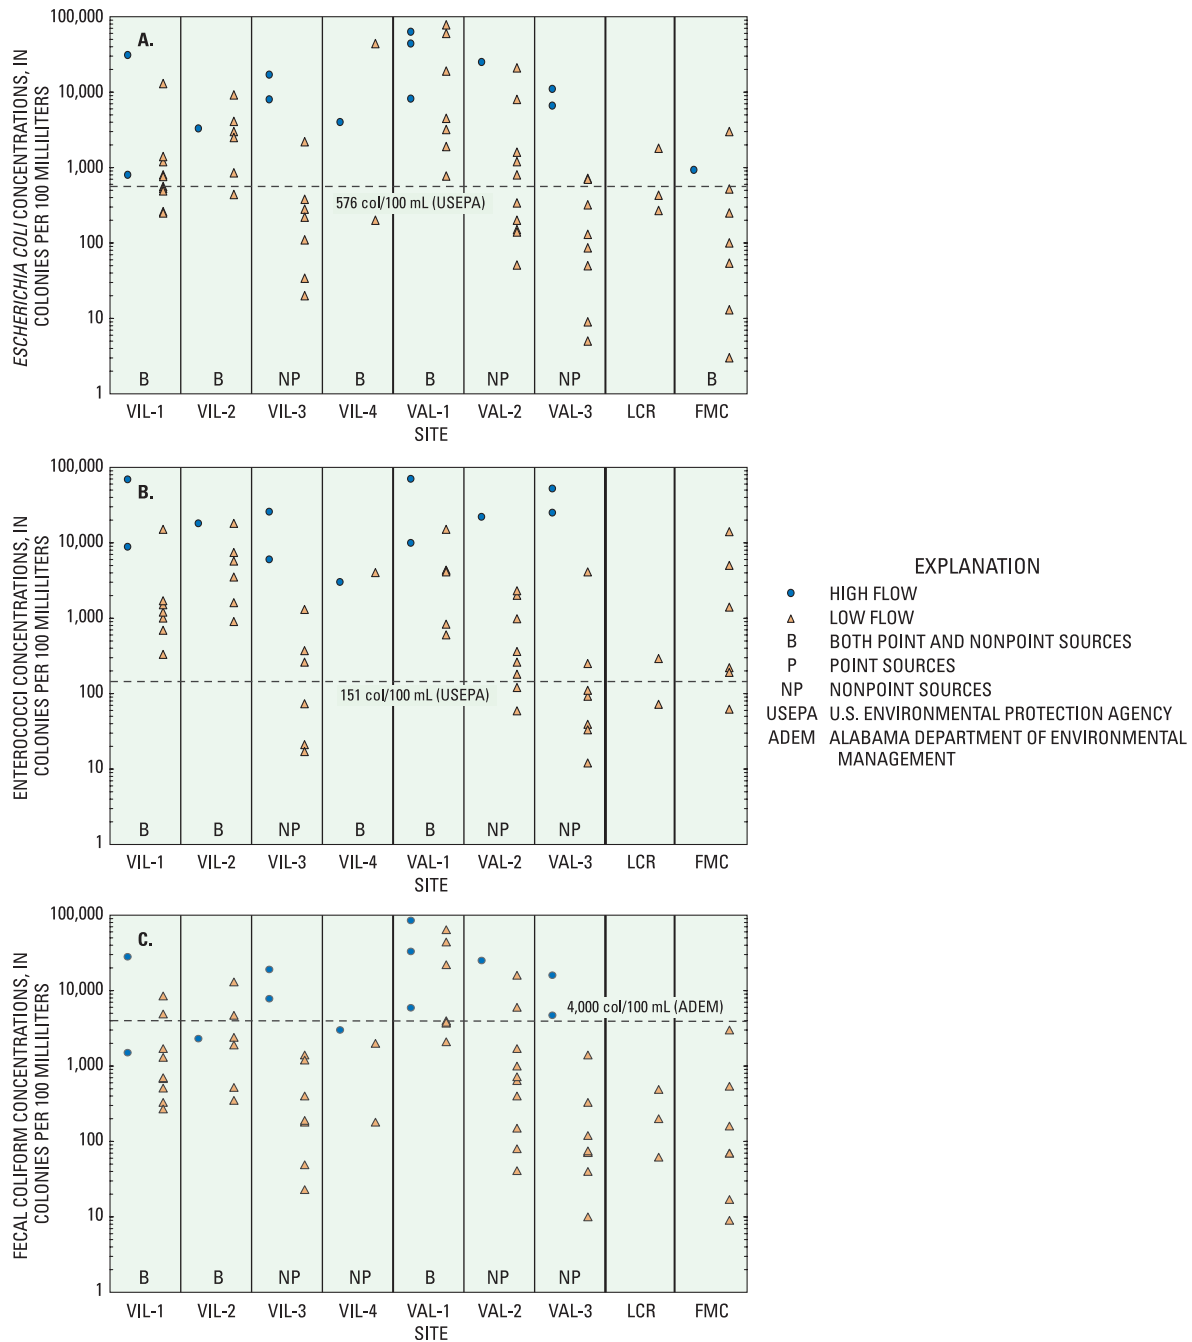 A.
ESCHERICHIA COLI CONCENTRATIONS, IN
COLONIES PER 100 MILLILITERS
100,000
10,000
1,000
100
10
1
576 col/100 mL (USEPA)
B B NP B B NP NP B
VIL-1 VIL-2 VIL-3 VIL-4 VAL-1 VAL-2 VAL-3 LCR FMC
SITE
B.
ENTEROCOCCI CONCENTRATIONS, IN
COLONIES PER 100 MILLILITERS
100,000
10,000
1,000
100
10
1
151 col/100 mL (USEPA)
B B NP B B NP NP
VIL-1 VIL-2 VIL-3 VIL-4 VAL-1 VAL-2 VAL-3 LCR FMC
SITE
EXPLANATION
HIGH FLOW
LOW FLOW
B BOTH POINT AND NONPOINT SOURCES
P POINT SOURCES
NP NONPOINT SOURCES
USEPA U.S. ENVIRONMENTAL PROTECTION AGENCY
ADEM ALABAMA DEPARTMENT OF ENVIRONMENTAL
MANAGEMENT
C.
FECAL COLIFORM CONCENTRATIONS, IN
COLONIES PER 100 MILLILITERS
100,000
10,000
1,000
100
10
1
4,000 col/100 mL (ADEM)
B B NP NP B NP NP
VIL-1 VIL-2 VIL-3 VIL-4 VAL-1 VAL-2 VAL-3 LCR FMC
SITE